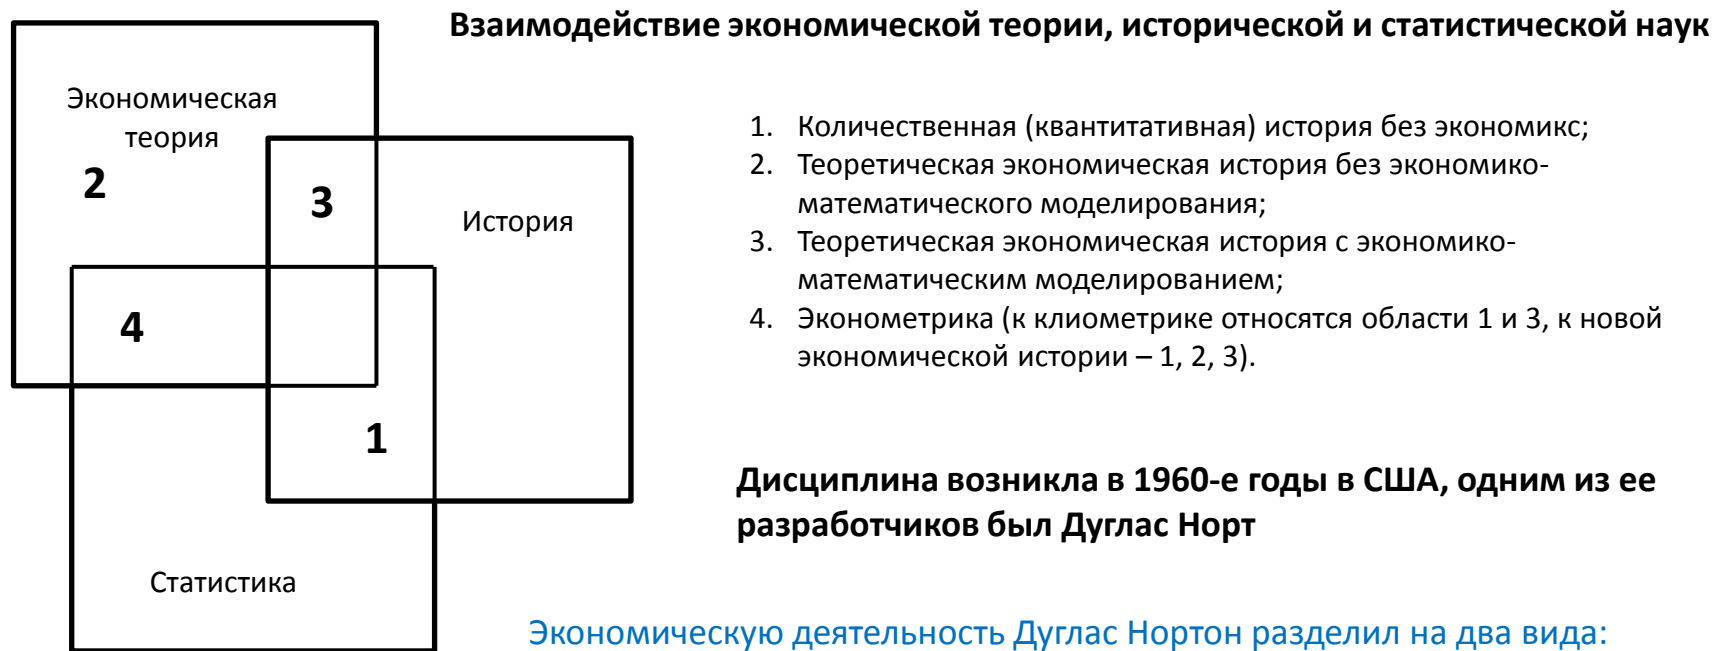 Взаимодействие экономической теории, исторической и статистической наук
Экономическая
теория
2
3
История
4
1
Статистика
1. Количественная (квантитативная) история без экономикс;
2. Теоретическая экономическая история без экономико-
математического моделирования;
3. Теоретическая экономическая история с экономико-
математическим моделированием;
4. Эконометрика (к клиометрике относятся области 1 и 3, к новой
экономической истории – 1, 2, 3).
Дисциплина возникла в 1960-е годы в США, одним из ее
разработчиков был Дуглас Норт
Экономическую деятельность Дуглас Нортон разделил на два вида: